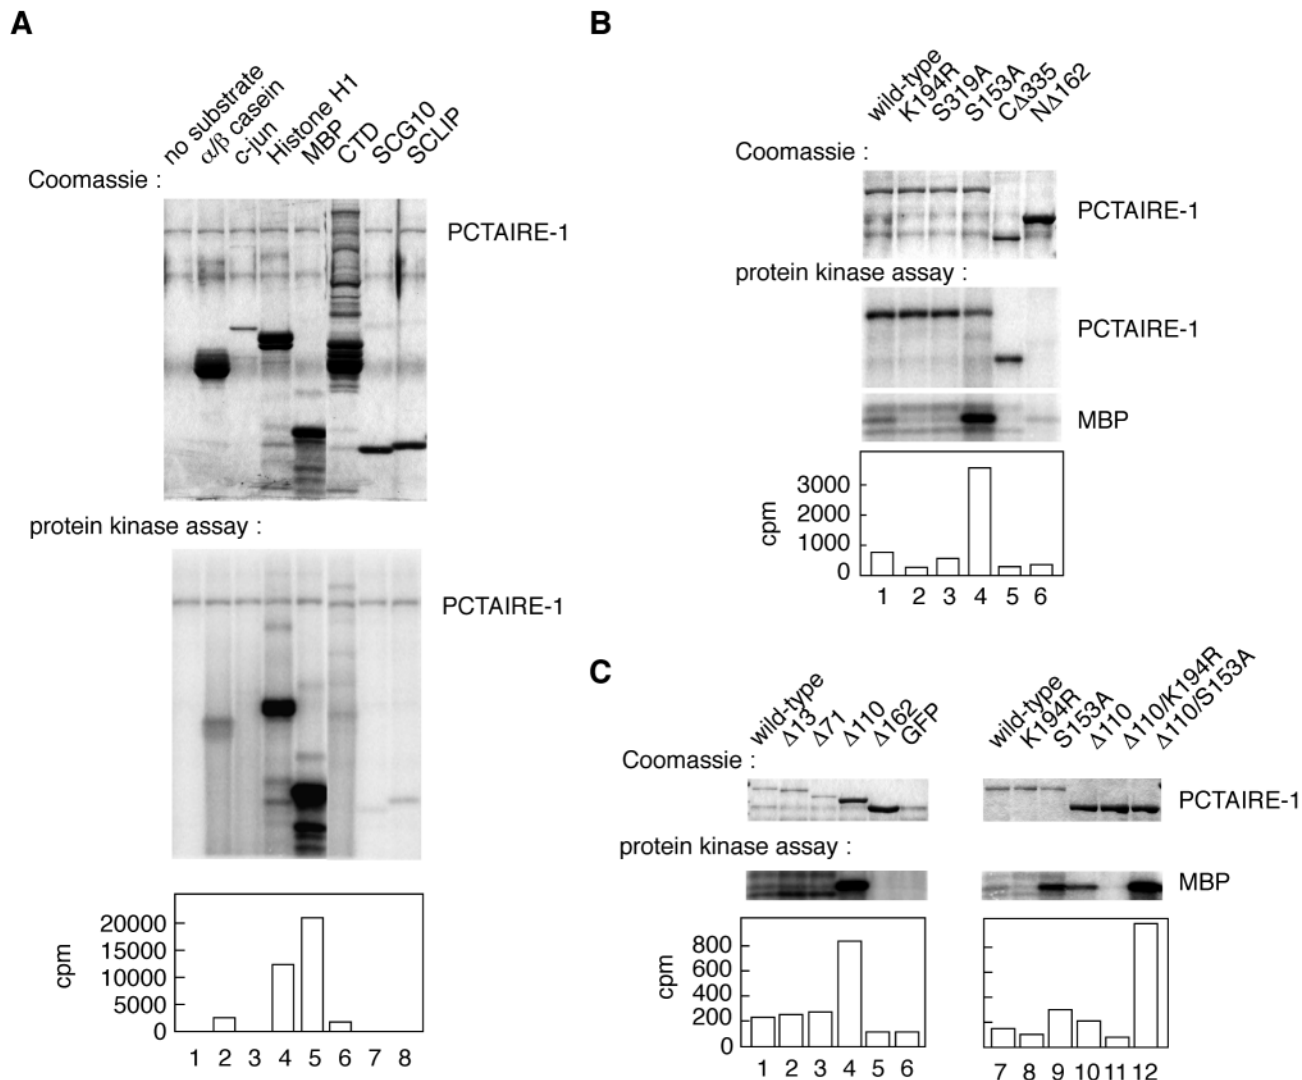 A
no substrate
α/β casein
c-jun
Histone H1
MBP
CTD
SCG10
SCLIP
Coomassie :
PCTAIRE-1
protein kinase assay :
PCTAIRE-1
cpm
20000
15000
10000
5000
0
1 2 3 4 5 6 7 8
B
wild-type
K194R
S319A
S153A
CΔ335
NΔ162
Coomassie :
PCTAIRE-1
protein kinase assay :
PCTAIRE-1
MBP
cpm
3000
2000
1000
0
1 2 3 4 5 6
C
wild-type
Δ13
Δ71
Δ110
Δ162
GFP
wild-type
K194R
S153A
Δ110
Δ110/K194R
Δ110/S153A
Coomassie :
PCTAIRE-1
protein kinase assay :
MBP
cpm
800
600
400
200
0
1 2 3 4 5 6
7 8 9 10 11 12